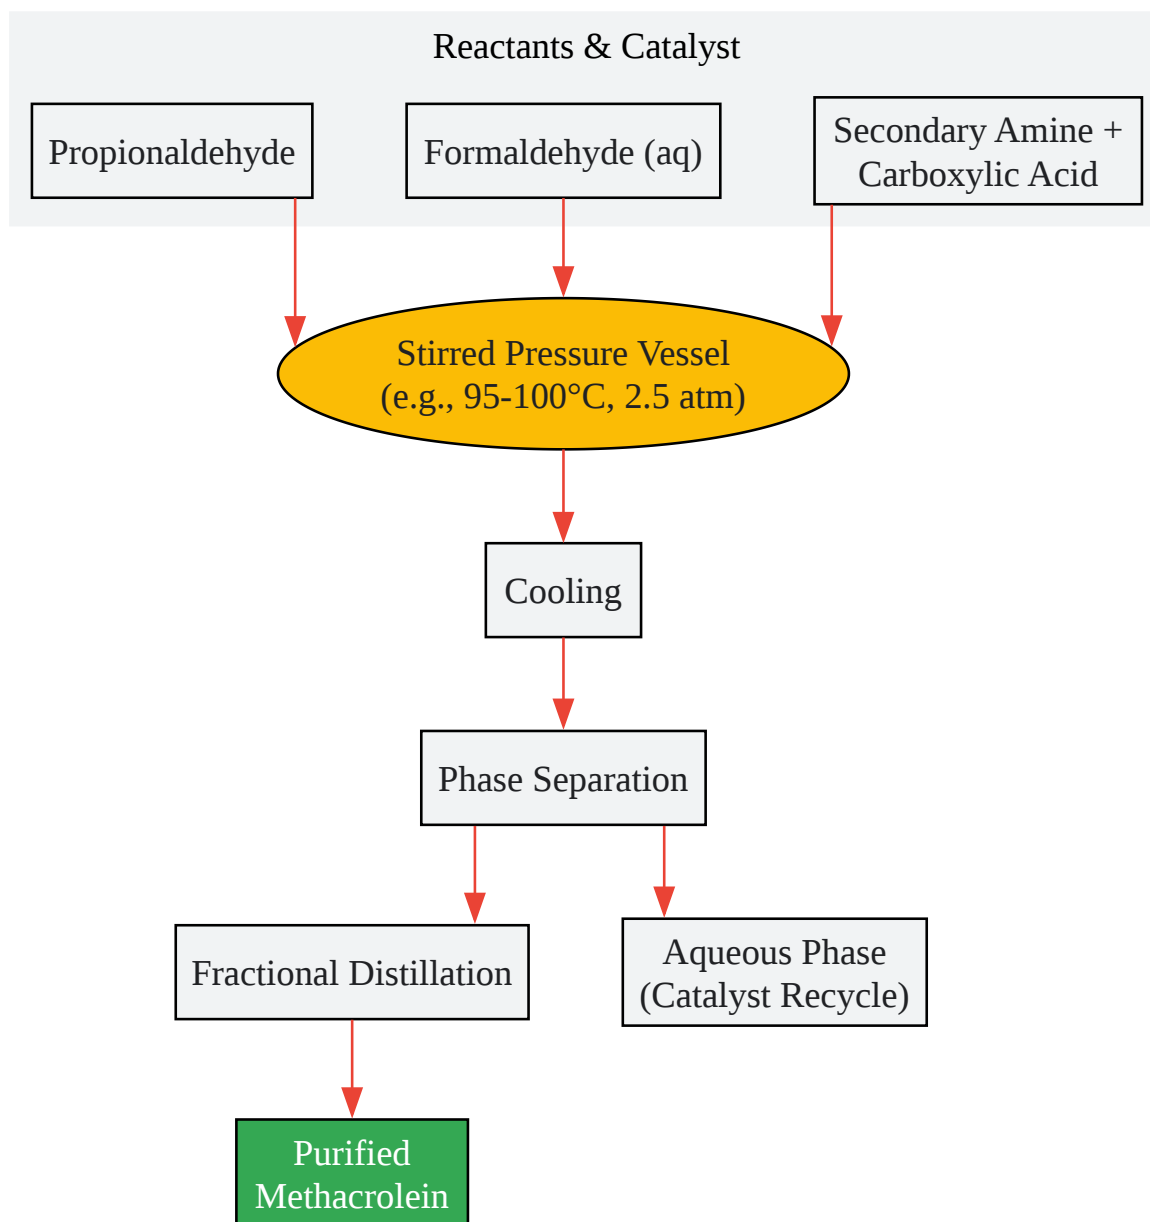 Reactants & Catalyst
Propionaldehyde
Formaldehyde (aq)
Secondary Amine +
Carboxylic Acid
Stirred Pressure Vessel
(e.g., 95-100°C, 2.5 atm)
Cooling
Phase Separation
Fractional Distillation
Aqueous Phase
(Catalyst Recycle)
Purified
Methacrolein